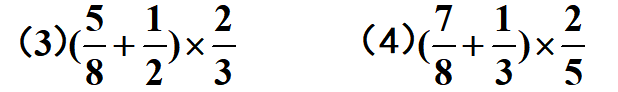 (3)(5/8 + 1/2)×2/3 (4)(7/8 + 1/3)×2/5